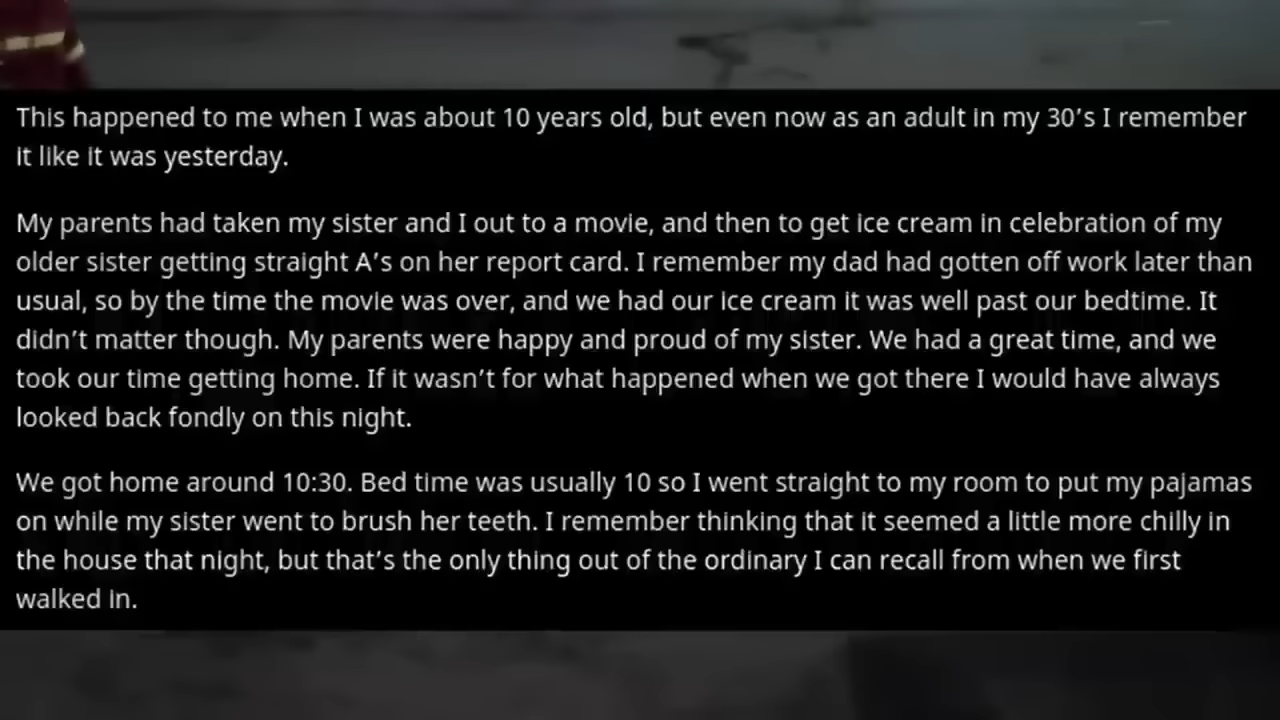 This happened to me when I was about 10 years old, but even now as an adult in my 30’s I remember
it like it was yesterday.
My parents had taken my sister and I out to a movie, and then to get ice cream in celebration of my
older sister getting straight A’s on her report card. I remember my dad had gotten off work later than
usual, so by the time the movie was over, and we had our ice cream it was well past our bedtime. It
didn’t matter though. My parents were happy and proud of my sister. We had a great time, and we
took our time getting home. If it wasn’t for what happened when we got there I would have always
looked back fondly on this night.
We got home around 10:30. Bed time was usually 10 so I went straight to my room to put my pajamas
on while my sister went to brush her teeth. I remember thinking that it seemed a little more chilly in
the house that night, but that’s the only thing out of the ordinary I can recall from when we first
walked in.